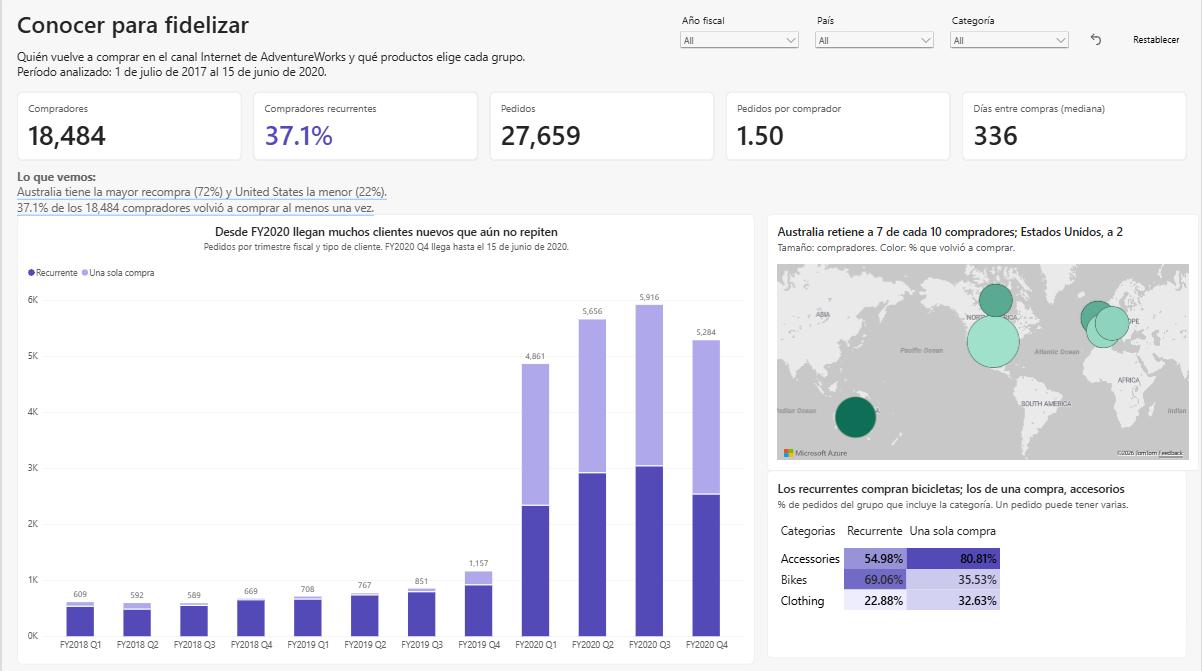 Conocer para fidelizar
Quién vuelve a comprar en el canal Internet de AdventureWorks y qué productos elige cada grupo.
Período analizado: 1 de julio de 2017 al 15 de junio de 2020.
Año fiscal
All
País
All
Categoría
All
Restablecer
Compradores
18,484
Compradores recurrentes
37.1%
Pedidos
27,659
Pedidos por comprador
1.50
Días entre compras (mediana)
336
Lo que vemos:
Australia tiene la mayor recompra (72%) y United States la menor (22%).
37.1% de los 18,484 compradores volvió a comprar al menos una vez.
Desde FY2020 llegan muchos clientes nuevos que aún no repiten
Pedidos por trimestre fiscal y tipo de cliente. FY2020 Q4 llega hasta el 15 de junio de 2020.
Recurrente Una sola compra
6K
5K
4K
3K
2K
1K
0K
609 592 589 669 708 767 851 1,157 4,861 5,656 5,916 5,284
FY2018 Q1 FY2018 Q2 FY2018 Q3 FY2018 Q4 FY2019 Q1 FY2019 Q2 FY2019 Q3 FY2019 Q4 FY2020 Q1 FY2020 Q2 FY2020 Q3 FY2020 Q4
Australia retiene a 7 de cada 10 compradores; Estados Unidos, a 2
Tamaño: compradores. Color: % que volvió a comprar.
ASIA
Pacific Ocean
Atlantic Ocean
AFRICA
SOUTH AMERICA
Indian
Microsoft Azure
©2026 TomTom Feedback
Los recurrentes compran bicicletas; los de una compra, accesorios
% de pedidos del grupo que incluye la categoría. Un pedido puede tener varias.
Categorias Recurrente Una sola compra
Accessories 54.98% 80.81%
Bikes 69.06% 35.53%
Clothing 22.88% 32.63%